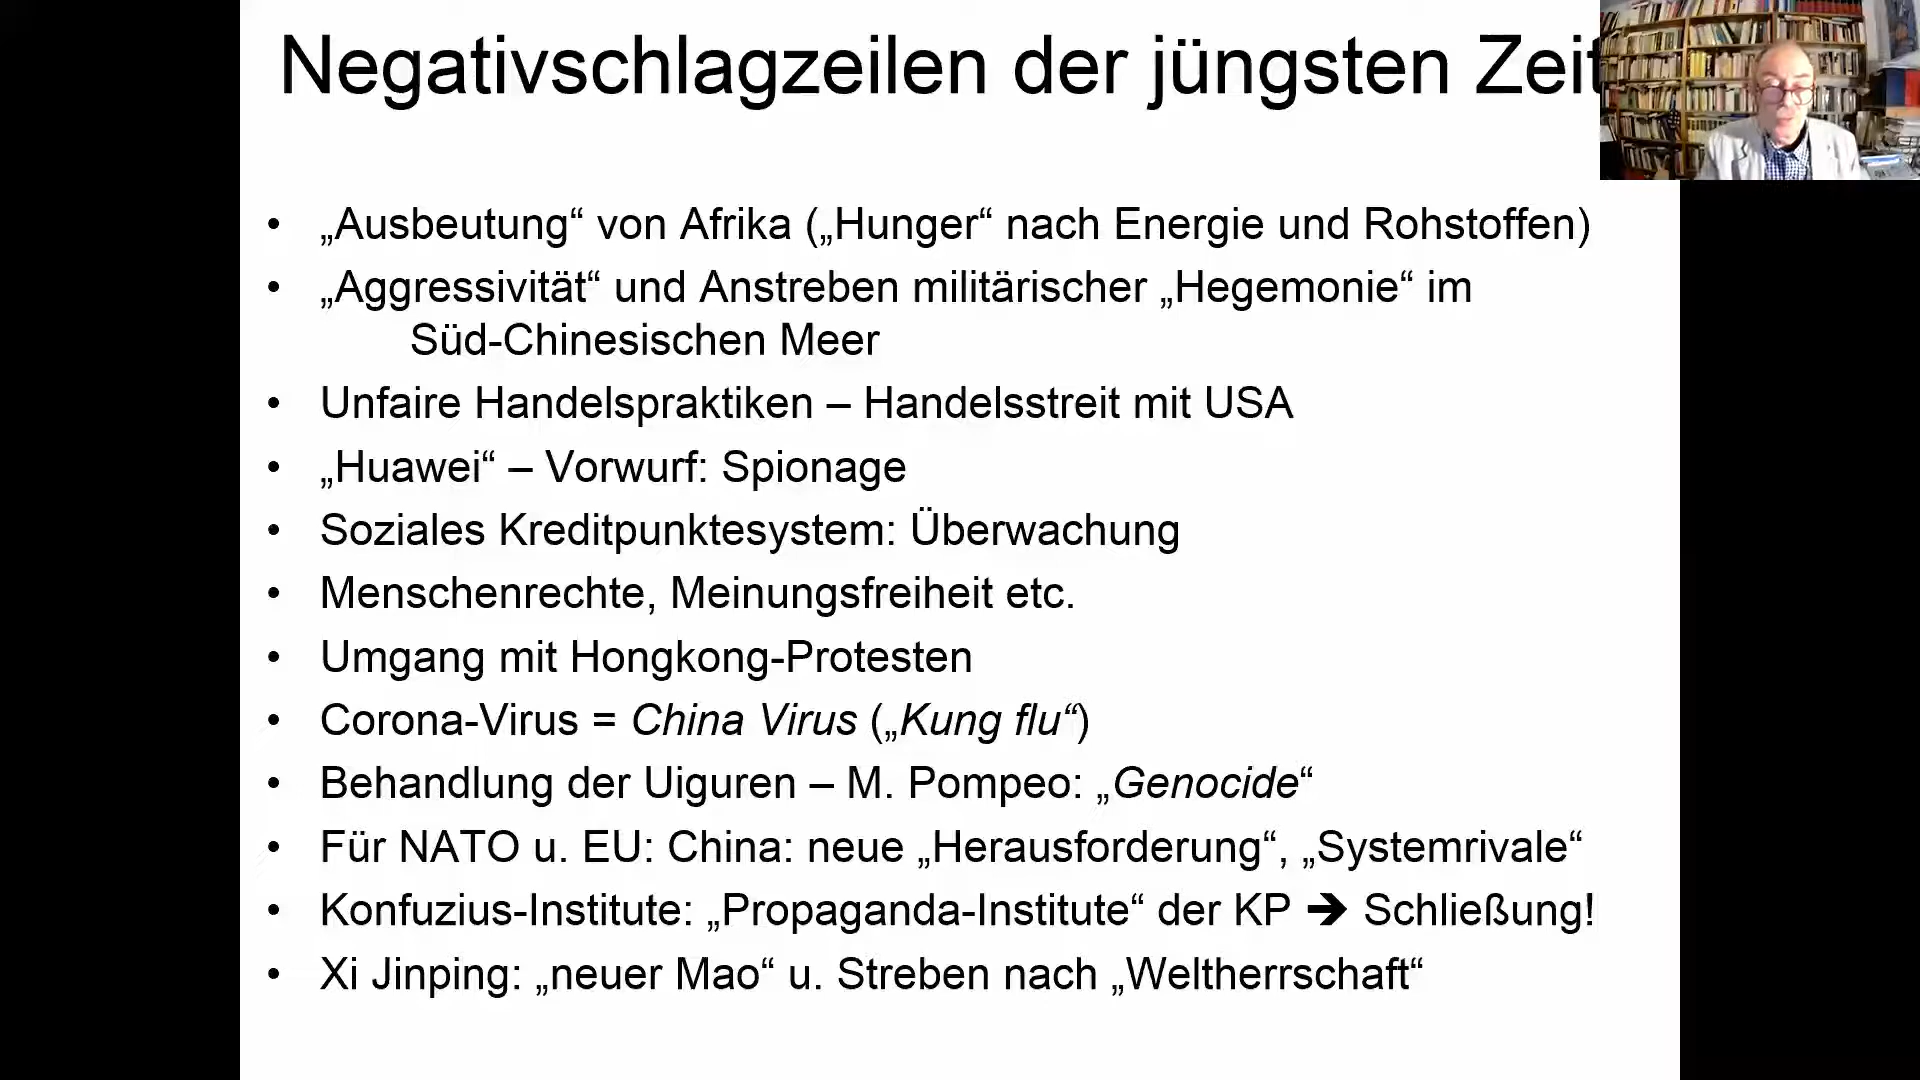 Negativschlagzeilen der jüngsten Zeit
• „Ausbeutung“ von Afrika („Hunger“ nach Energie und Rohstoffen)
• „Aggressivität“ und Anstreben militärischer „Hegemonie“ im
Süd-Chinesischen Meer
• Unfaire Handelspraktiken – Handelsstreit mit USA
• „Huawei“ – Vorwurf: Spionage
• Soziales Kreditpunktesystem: Überwachung
• Menschenrechte, Meinungsfreiheit etc.
• Umgang mit Hongkong-Protesten
• Corona-Virus = China Virus („Kung flu“)
• Behandlung der Uiguren – M. Pompeo: „Genocide“
• Für NATO u. EU: China: neue „Herausforderung“, „Systemrivale“
• Konfuzius-Institute: „Propaganda-Institute“ der KP ➔ Schließung!
• Xi Jinping: „neuer Mao“ u. Streben nach „Weltherrschaft“